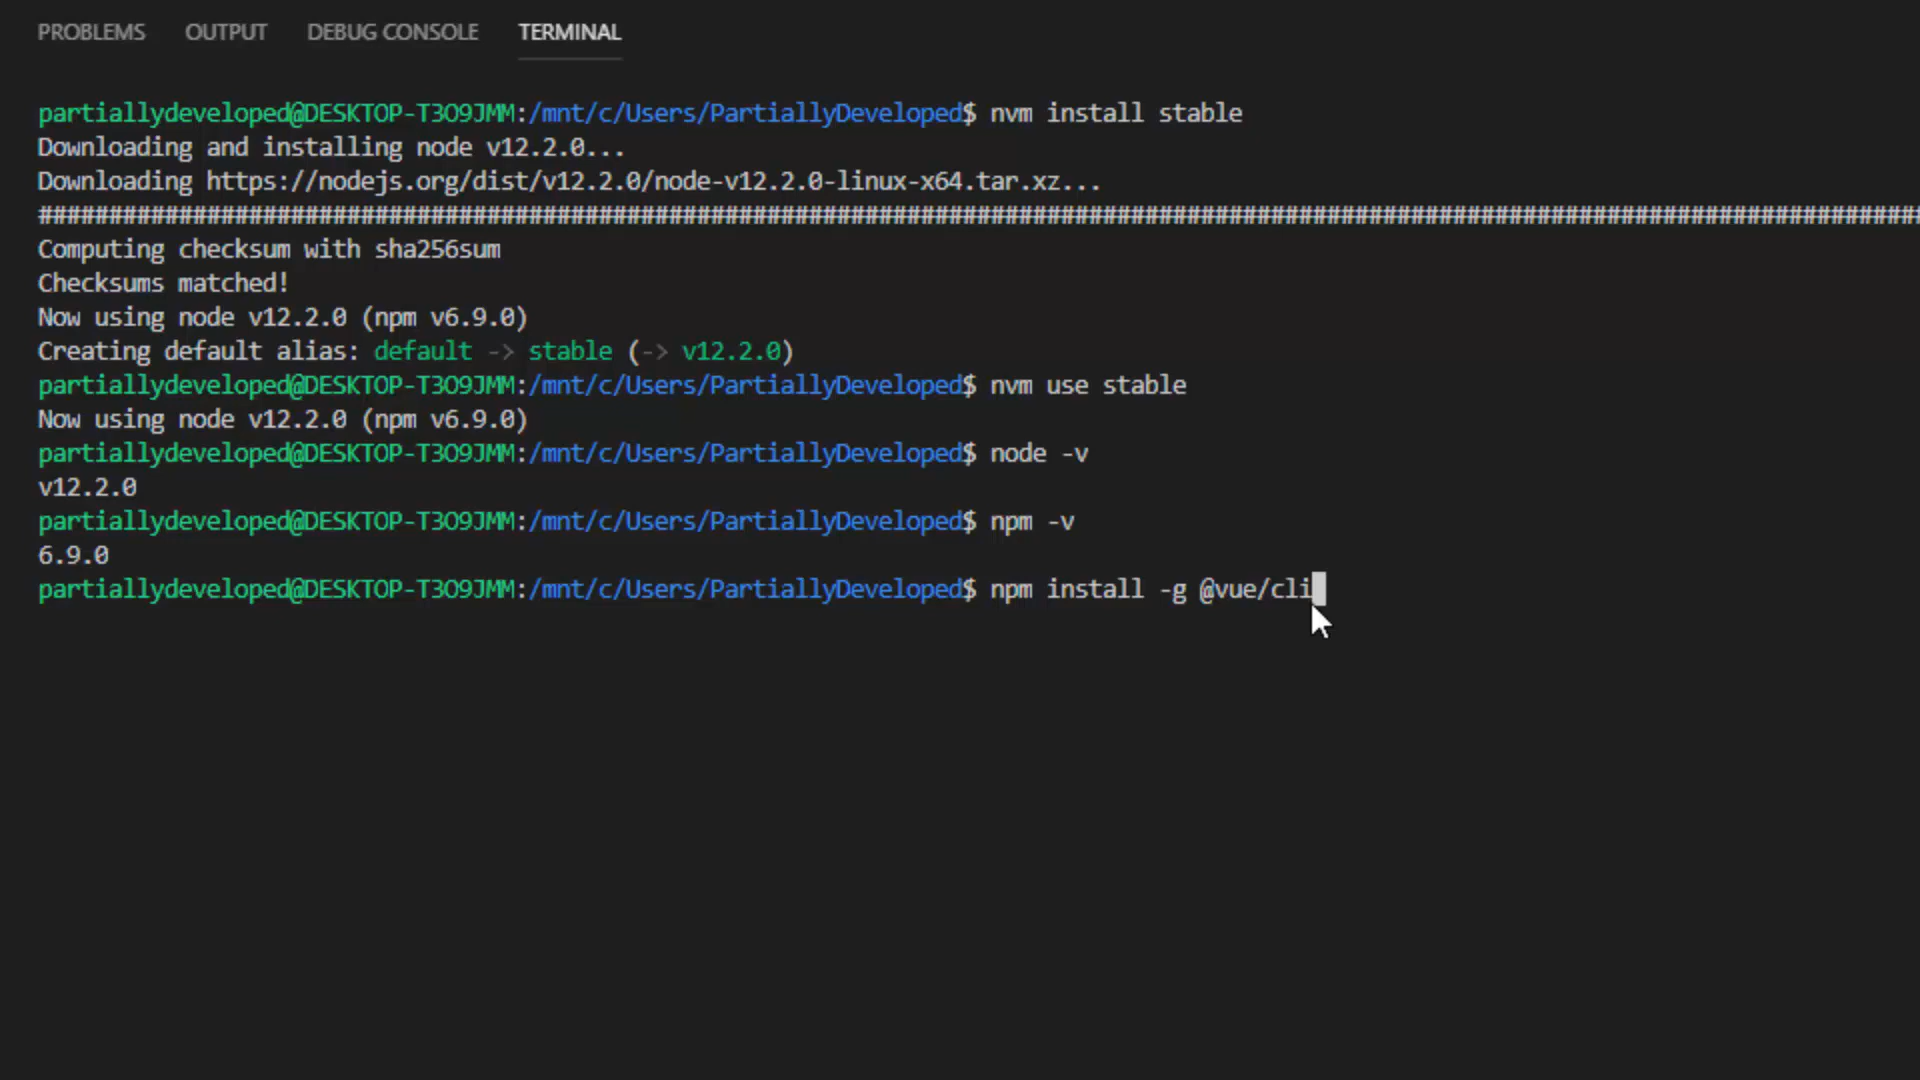 PROBLEMS OUTPUT DEBUG CONSOLE TERMINAL
partiallydeveloped@DESKTOP-T3O9JMM:/mnt/c/Users/PartiallyDeveloped$ nvm install stable
Downloading and installing node v12.2.0...
Downloading https://nodejs.org/dist/v12.2.0/node-v12.2.0-linux-x64.tar.xz...
#######################################################################################################################################
Computing checksum with sha256sum
Checksums matched!
Now using node v12.2.0 (npm v6.9.0)
Creating default alias: default -> stable (-> v12.2.0)
partiallydeveloped@DESKTOP-T3O9JMM:/mnt/c/Users/PartiallyDeveloped$ nvm use stable
Now using node v12.2.0 (npm v6.9.0)
partiallydeveloped@DESKTOP-T3O9JMM:/mnt/c/Users/PartiallyDeveloped$ node -v
v12.2.0
partiallydeveloped@DESKTOP-T3O9JMM:/mnt/c/Users/PartiallyDeveloped$ npm -v
6.9.0
partiallydeveloped@DESKTOP-T3O9JMM:/mnt/c/Users/PartiallyDeveloped$ npm install -g @vue/cli